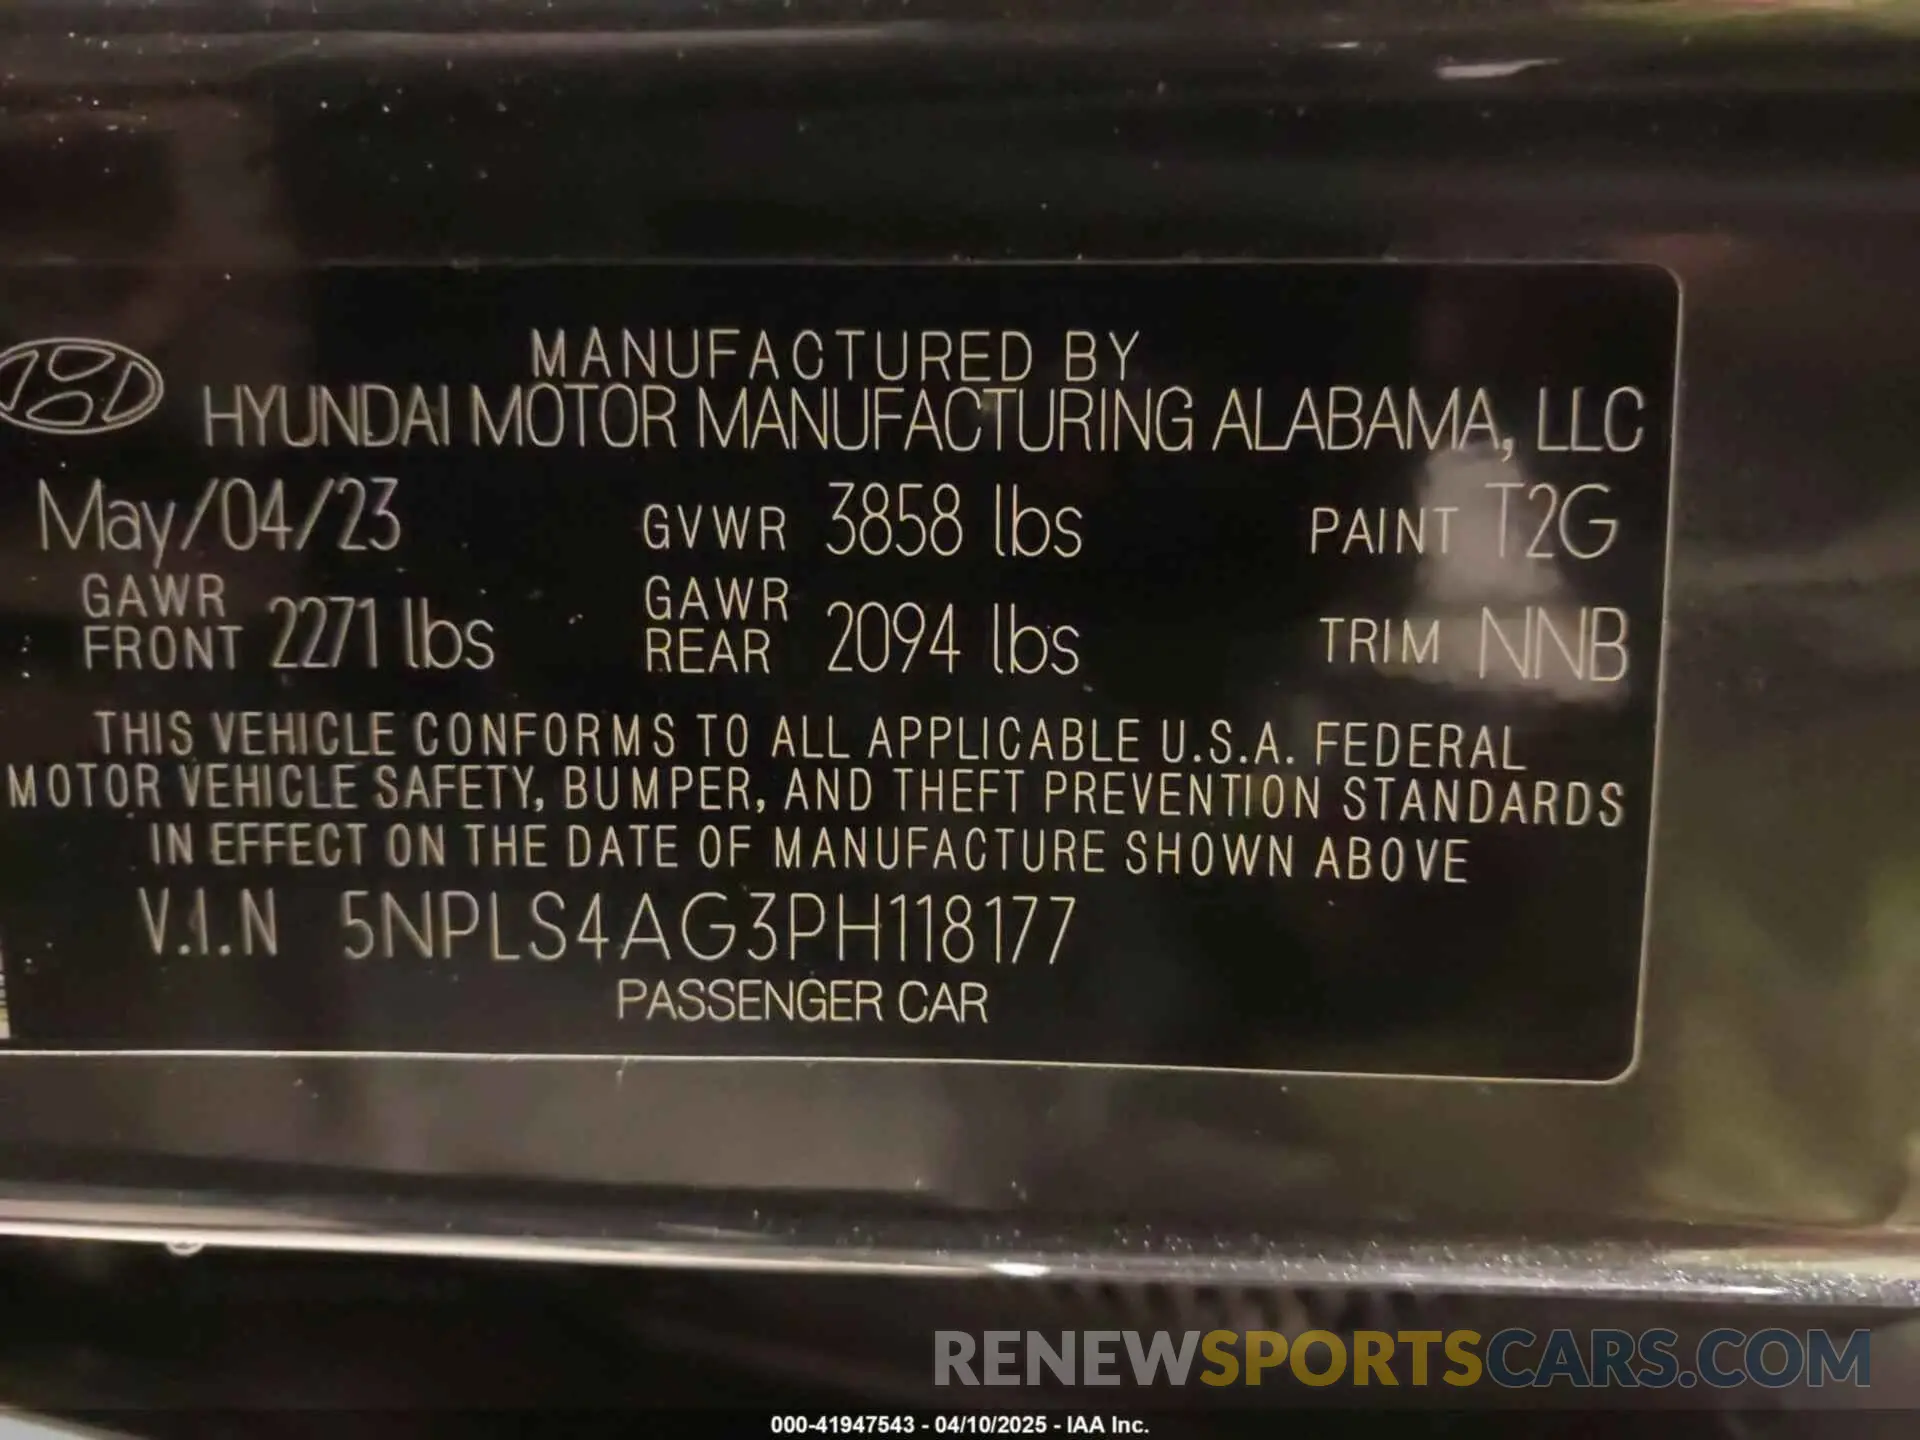 MANUFACTURED BY
HYUNDAI MOTOR MANUFACTURING ALABAMA, LLC
May/04/23 GVWR 3858 lbs PAINT T2G
GAWR FRONT 2271 lbs GAWR REAR 2094 lbs TRIM NNB
THIS VEHICLE CONFORMS TO ALL APPLICABLE U.S.A. FEDERAL
MOTOR VEHICLE SAFETY, BUMPER, AND THEFT PREVENTION STANDARDS
IN EFFECT ON THE DATE OF MANUFACTURE SHOWN ABOVE
V.I.N 5NPLS4AG3PH118177
PASSENGER CAR
RENEWSPORTSCARS.COM
000-41947543 - 04/10/2025 - IAA Inc.